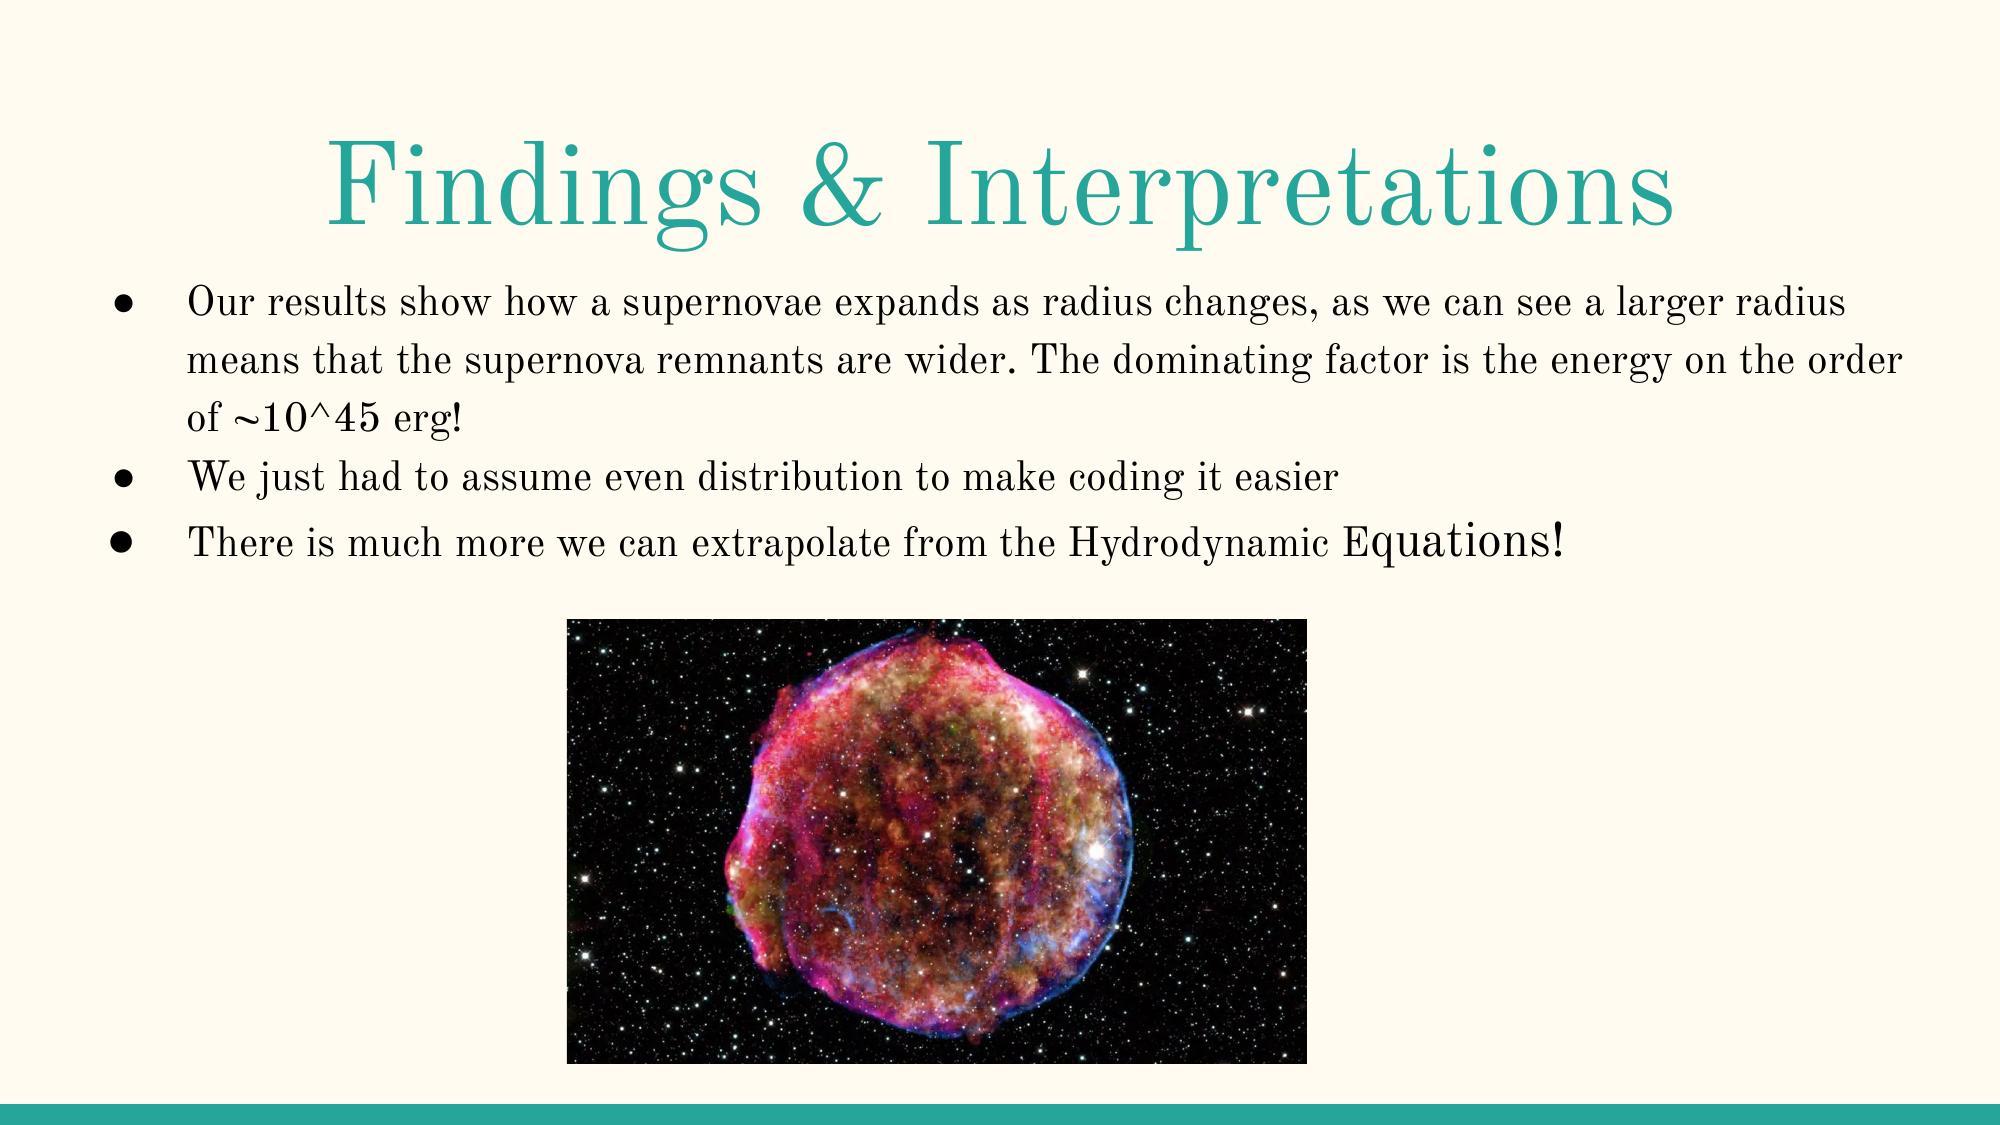 Findings & Interpretations
● Our results show how a supernovae expands as radius changes, as we can see a larger radius
means that the supernova remnants are wider. The dominating factor is the energy on the order
of ~10^45 erg!
● We just had to assume even distribution to make coding it easier
● There is much more we can extrapolate from the Hydrodynamic Equations!